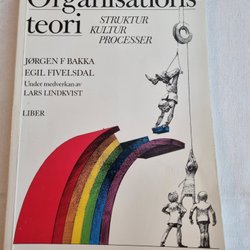 Organisations
teori
STRUKTUR
KULTUR
PROCESSER
JØRGEN F BAKKA
EGIL FIVELSDAL
Under medverkan av
LARS LINDKVIST
LIBER